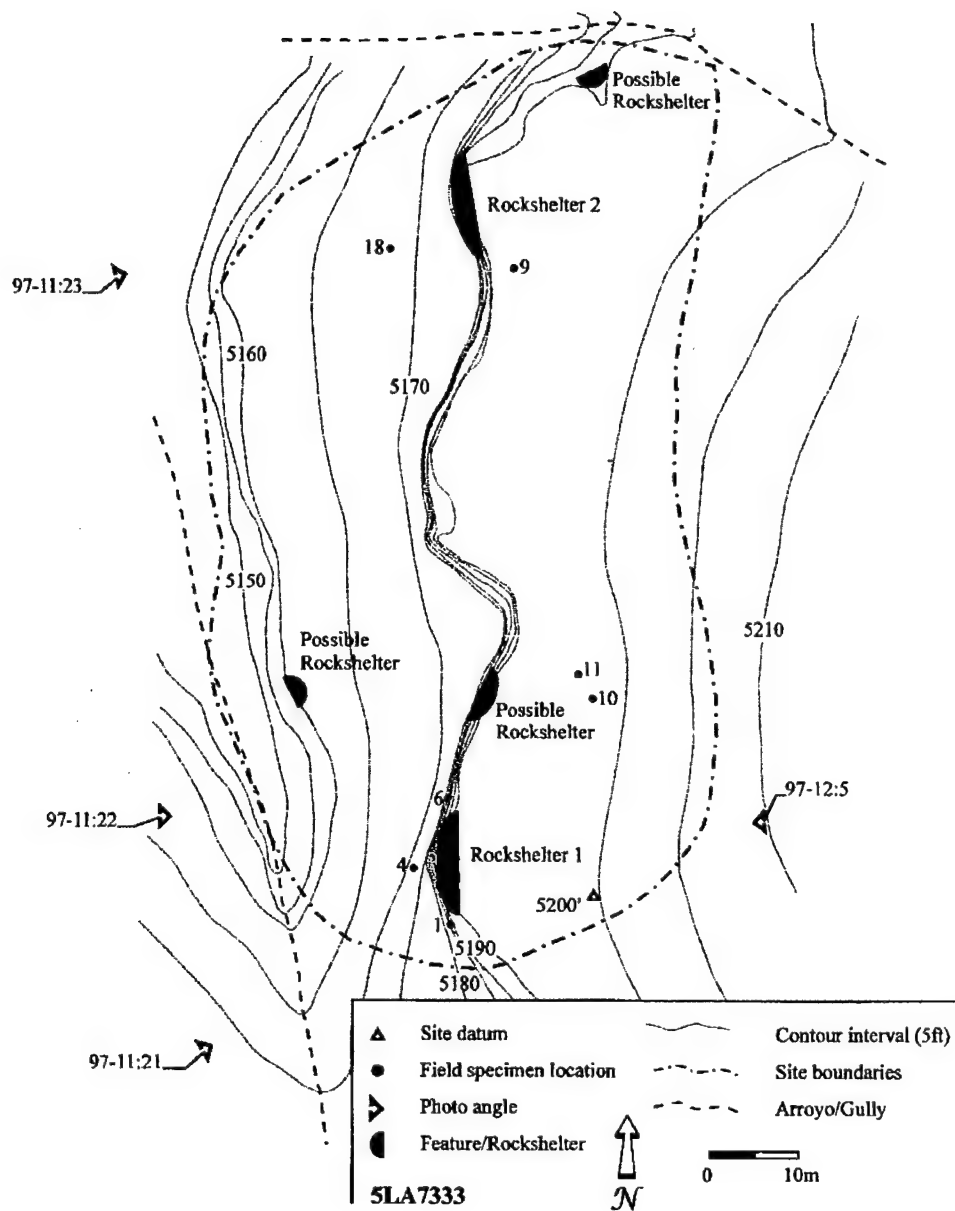 Possible
Rockshelter
Rockshelter 2
18
9
97-11:23
5160
5170
5150
5210
Possible
Rockshelter
11
10
Possible
Rockshelter
97-12:5
6
97-11:22
Rockshelter 1
4
5200'
1
5190
5180
97-11:21
Site datum
Field specimen location
Photo angle
Feature/Rockshelter
Contour interval (5ft)
Site boundaries
Arroyo/Gully
N
0 10m
5LA7333